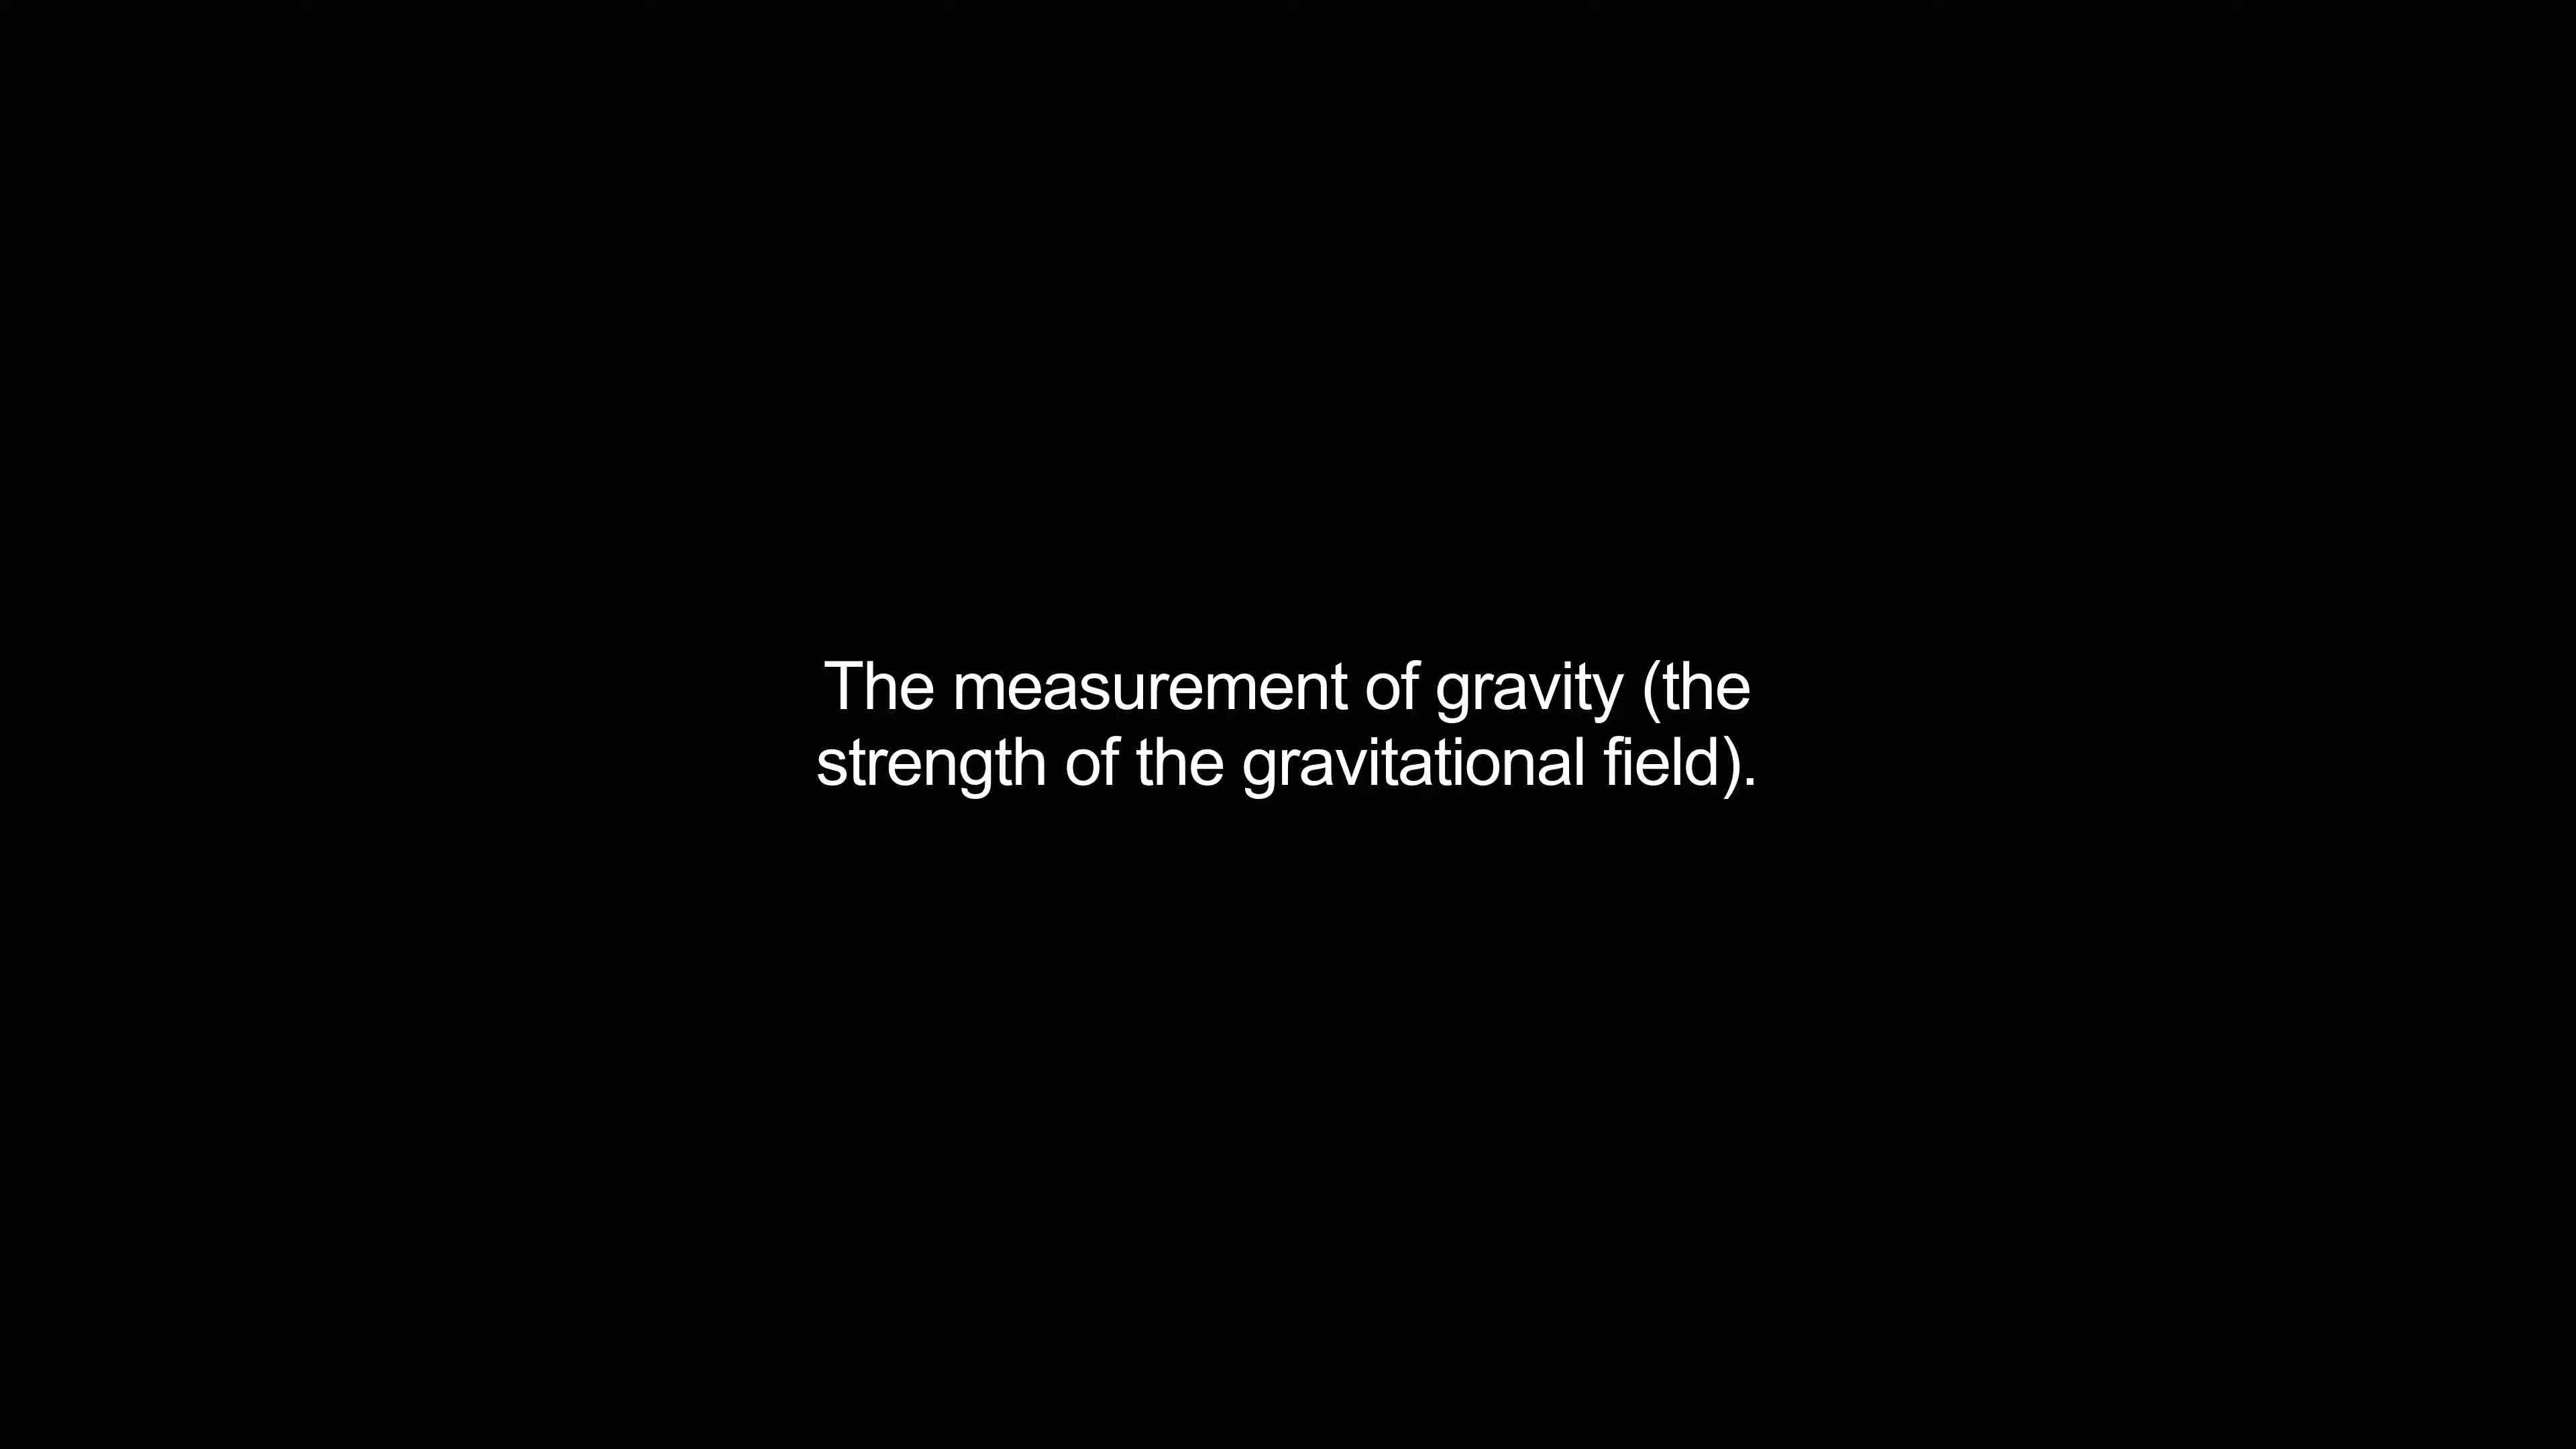 The measurement of gravity (the
strength of the gravitational field).